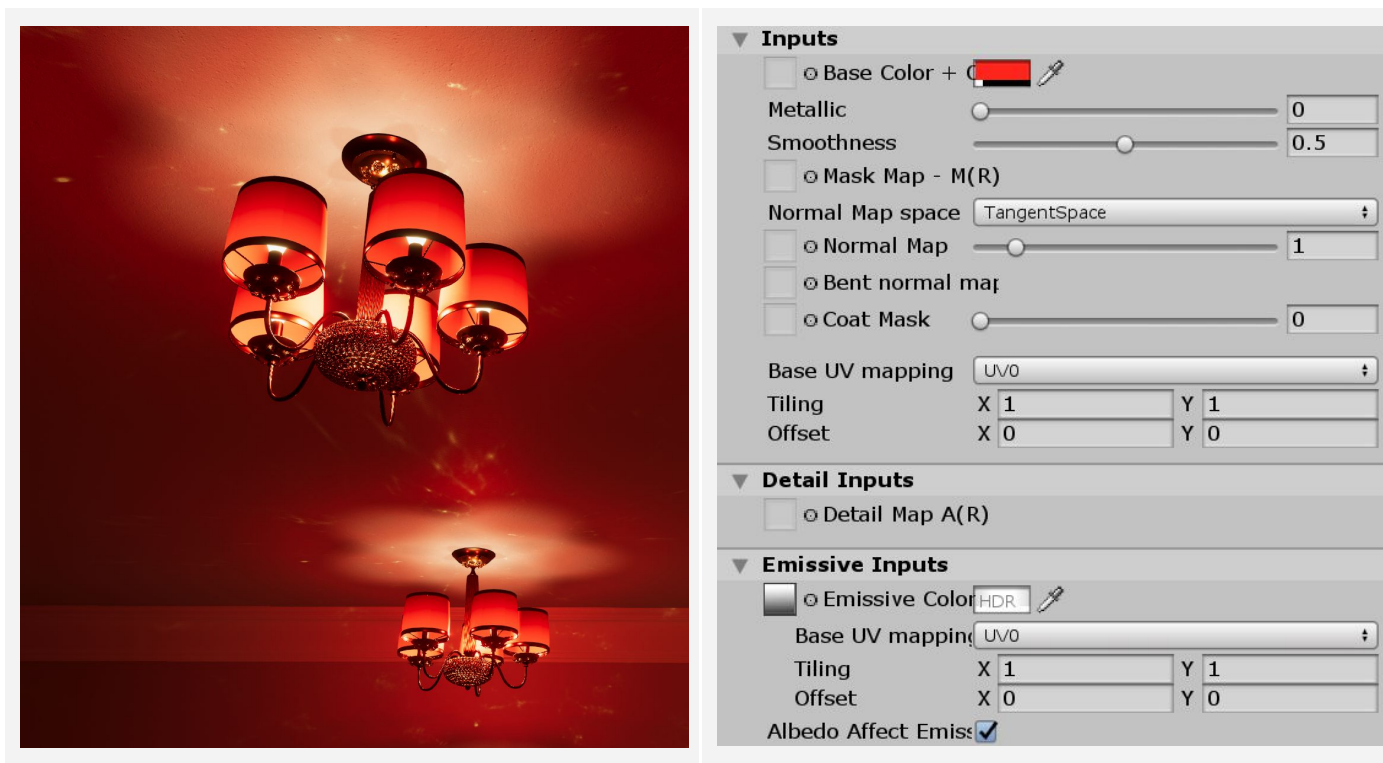 Inputs
Base Color +
Metallic 0
Smoothness 0.5
Mask Map - M(R)
Normal Map space TangentSpace
Normal Map 1
Bent normal map
Coat Mask 0
Base UV mapping UV0
Tiling X 1 Y 1
Offset X 0 Y 0
Detail Inputs
Detail Map A(R)
Emissive Inputs
Emissive Color HDR
Base UV mapping UV0
Tiling X 1 Y 1
Offset X 0 Y 0
Albedo Affect Emiss